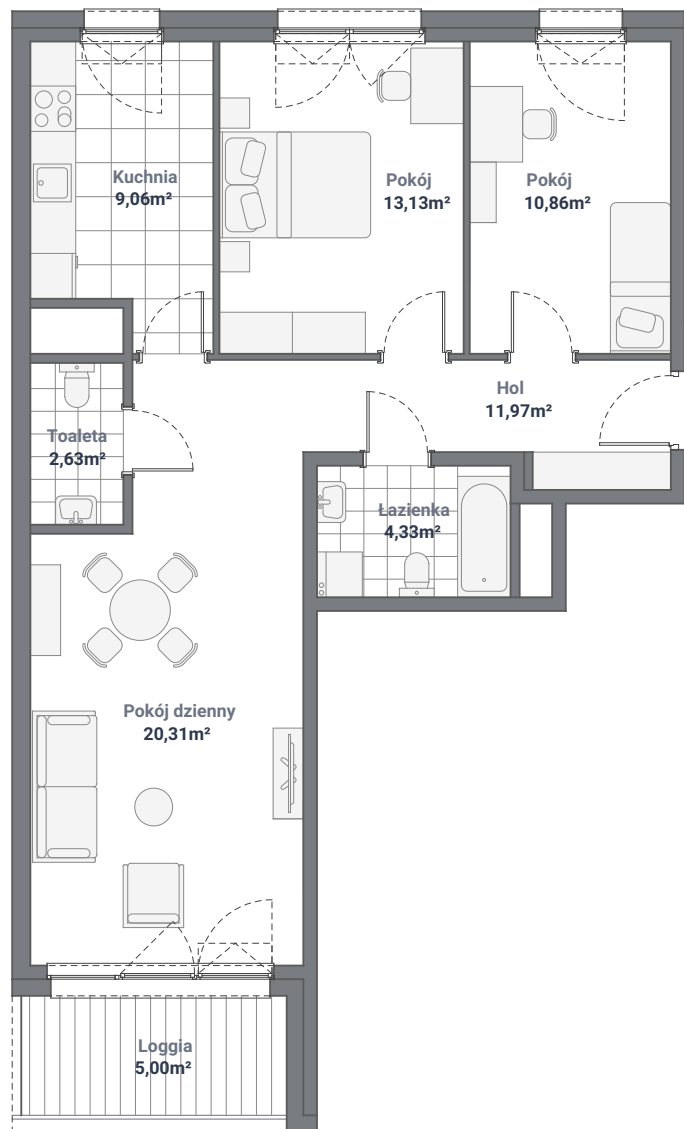 Kuchnia
9,06m²
Pokój
13,13m²
Pokój
10,86m²
Hol
11,97m²
Toaleta
2,63m²
Łazienka
4,33m²
Pokój dzienny
20,31m²
Loggia
5,00m²